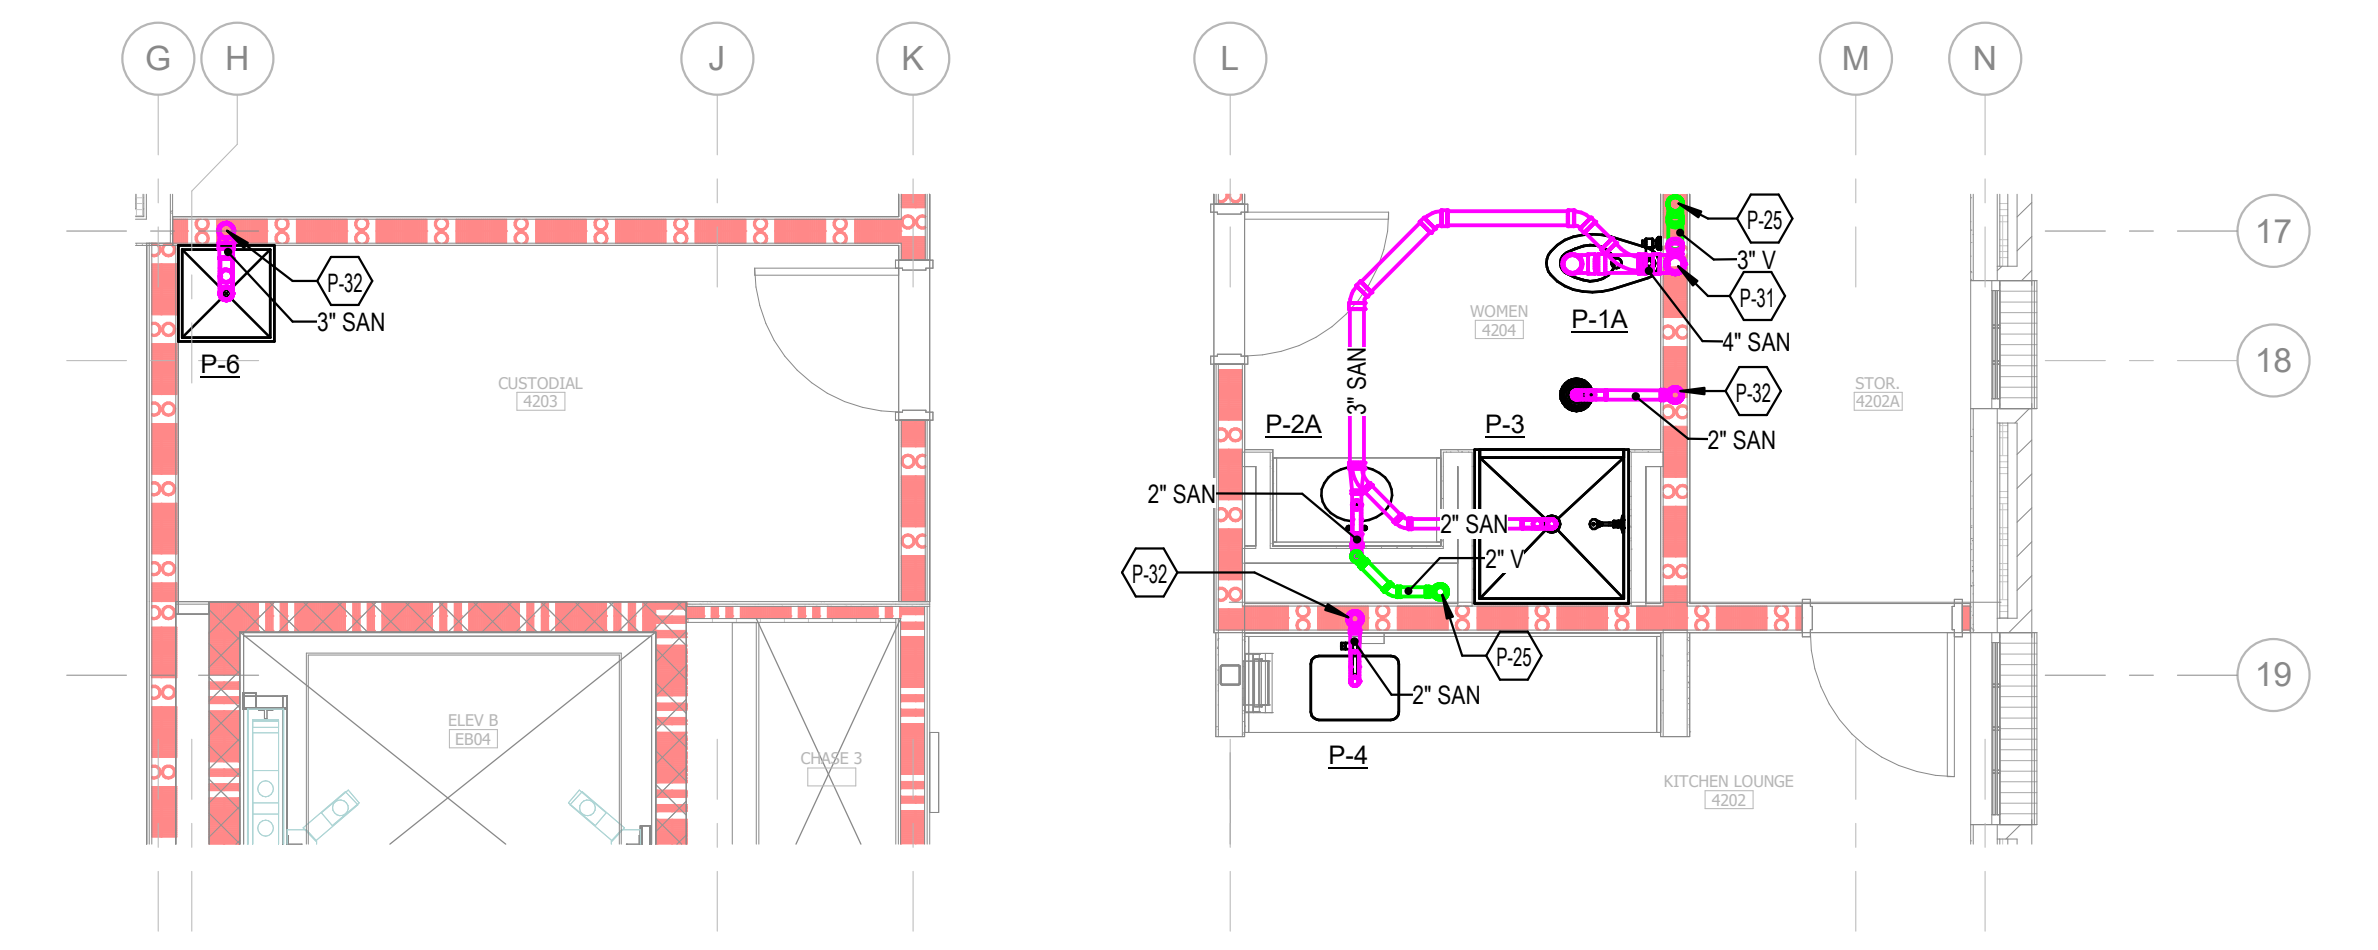 G H J K L M N
P-25
17
3" V
P-32
P-31
3" SAN
P-1A
WOMEN
4204
4" SAN
P-6
18
3" SAN
CUSTODIAL
4203
P-32
STOR.
4202A
P-2A
P-3
2" SAN
2" SAN
2" SAN
2" V
P-32
P-25
19
2" SAN
ELEV B
EB04
P-4
CHASE 3
KITCHEN LOUNGE
4202